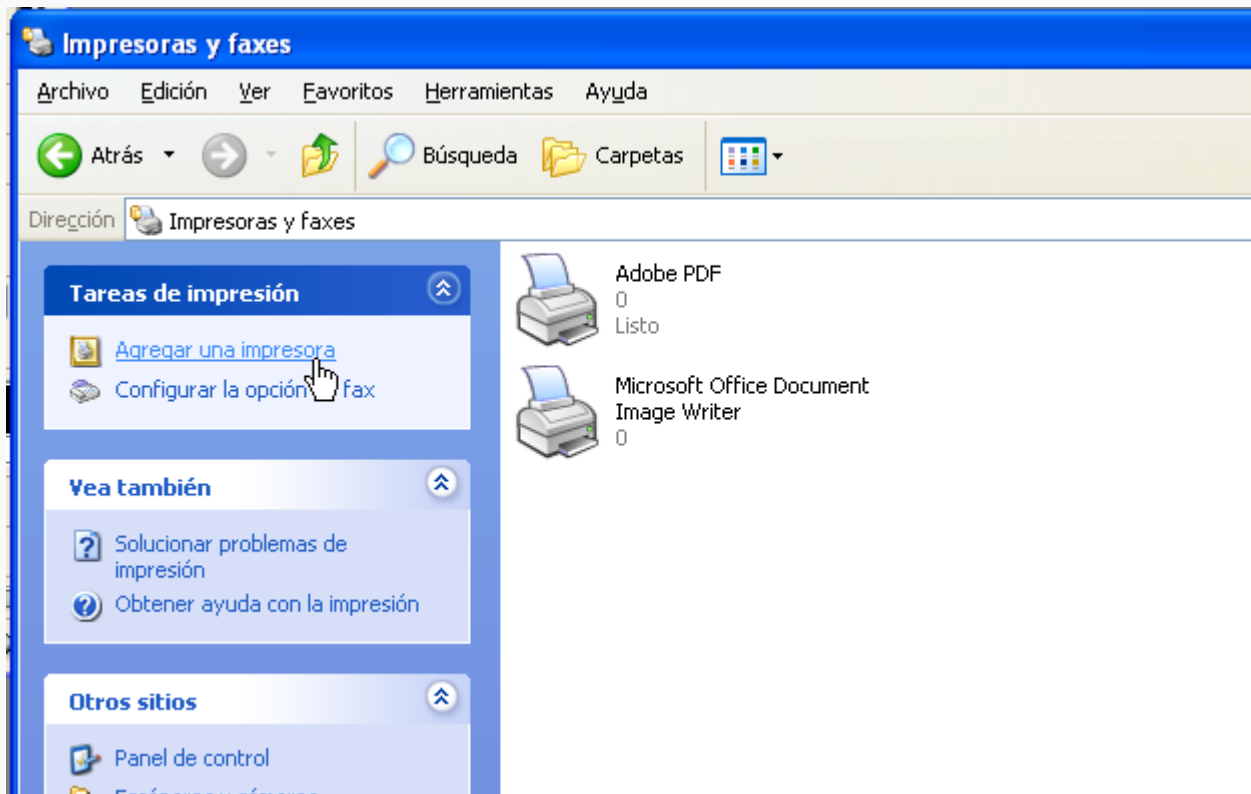 Impresoras y faxes
Archivo Edición Ver Favoritos Herramientas Ayuda
Atrás Búsqueda Carpetas
Dirección Impresoras y faxes
Tareas de impresión
Agregar una impresora
Configurar la opción fax
Vea también
Solucionar problemas de
impresión
Obtener ayuda con la impresión
Otros sitios
Panel de control
Adobe PDF
0
Listo
Microsoft Office Document
Image Writer
0